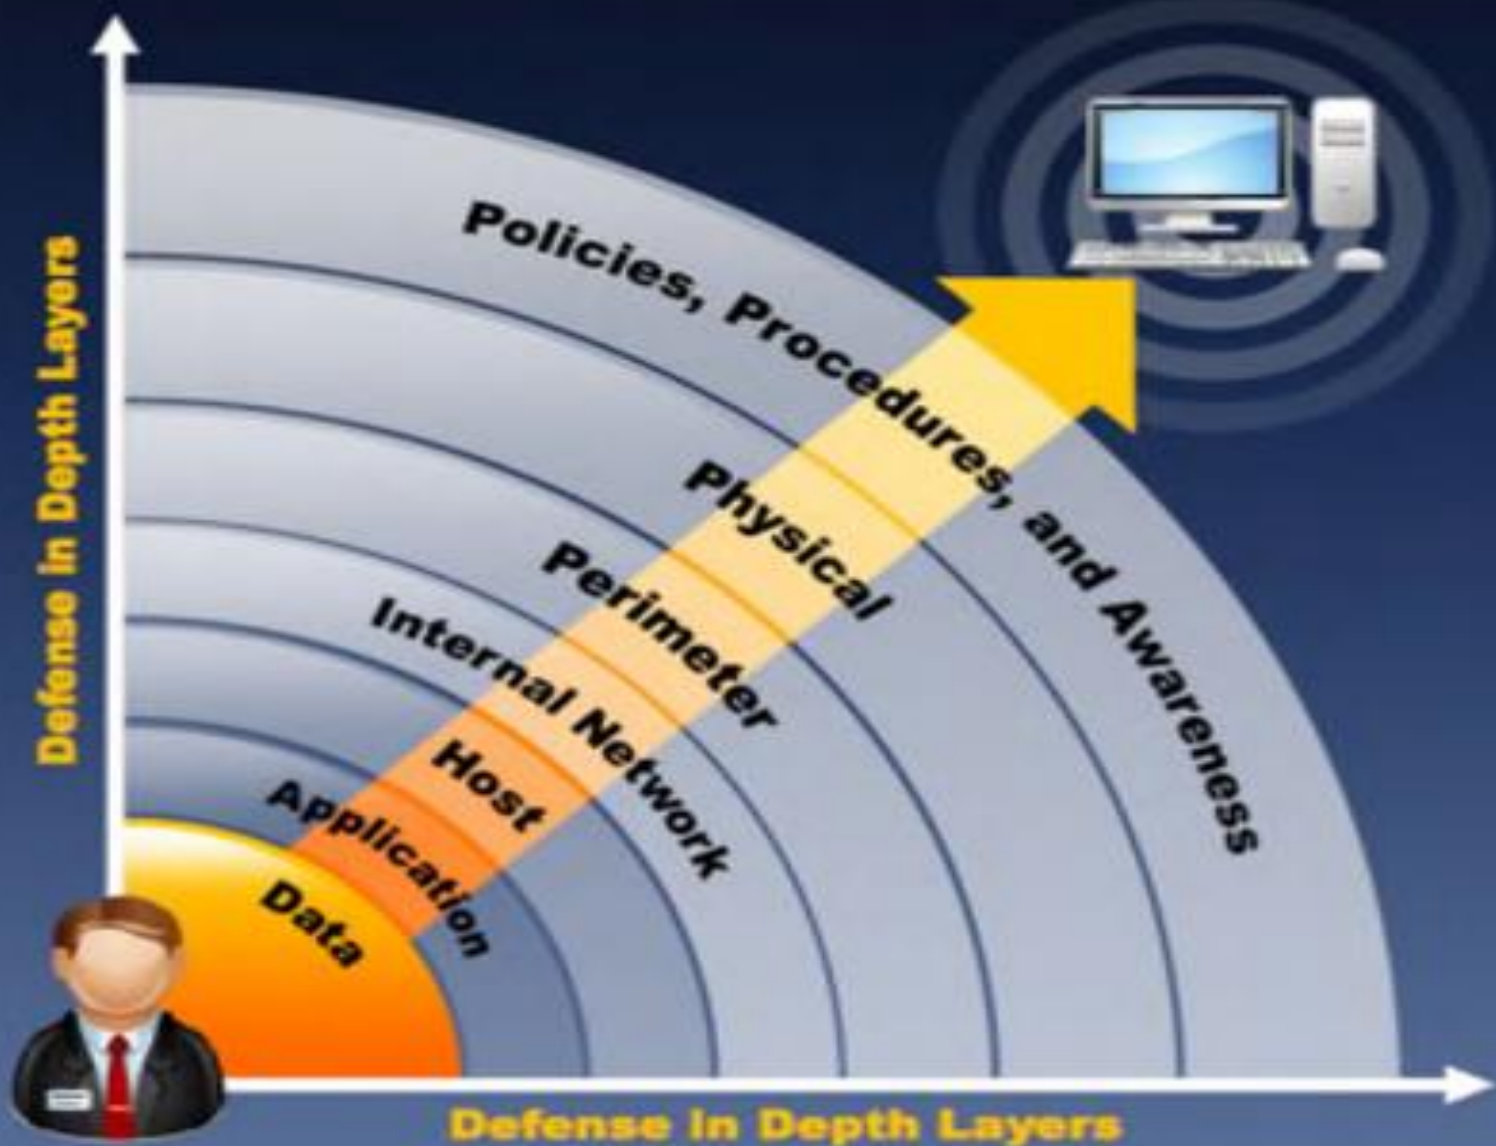 Defense in Depth Layers
Policies, Procedures, and Awareness
Physical
Perimeter
Internal Network
Host
Application
Data
Defense in Depth Layers